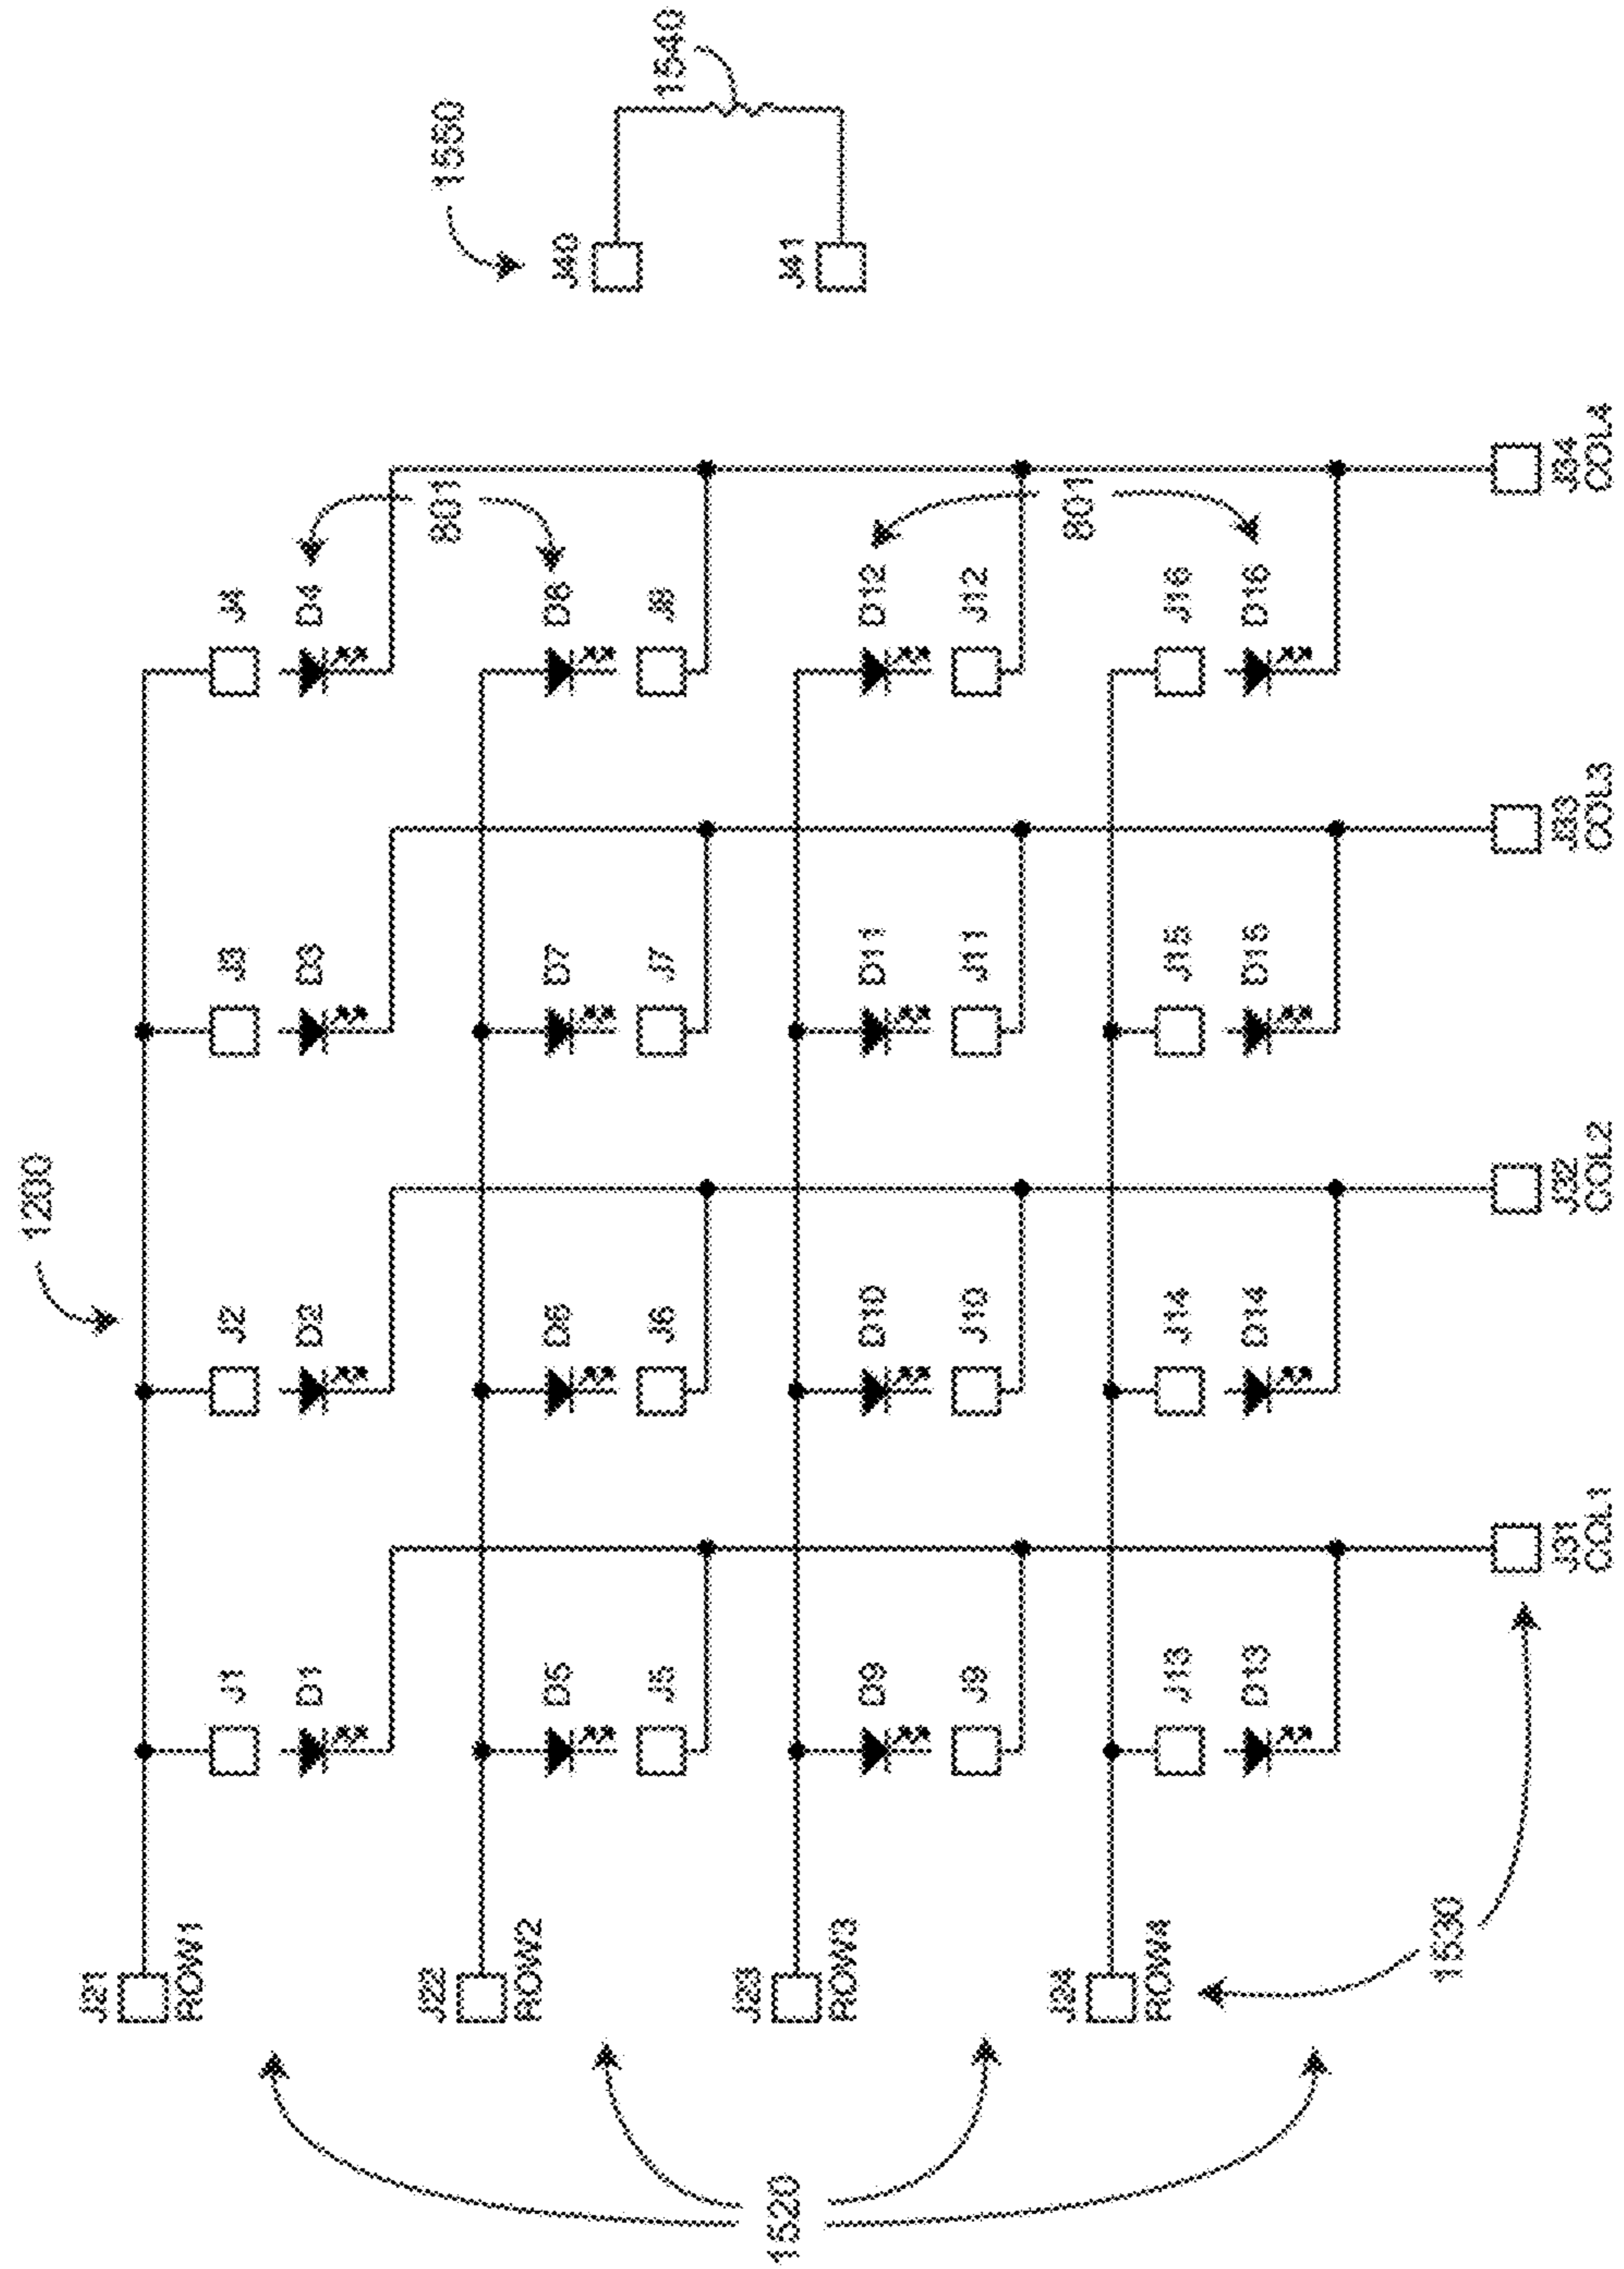 1200
1550
1540
J40
J41
J21
ROW1
J1
J2
J3
J4
D1
D2
D3
D4
801
J22
ROW2
D5
D6
D7
D8
J5
J6
J7
J8
J23
ROW3
D9
D10
D11
D12
J9
J10
J11
J12
801
J24
ROW4
J13
J14
J15
J16
D13
D14
D15
D16
J31
COL1
J32
COL2
J33
COL3
J34
COL4
1520
1530